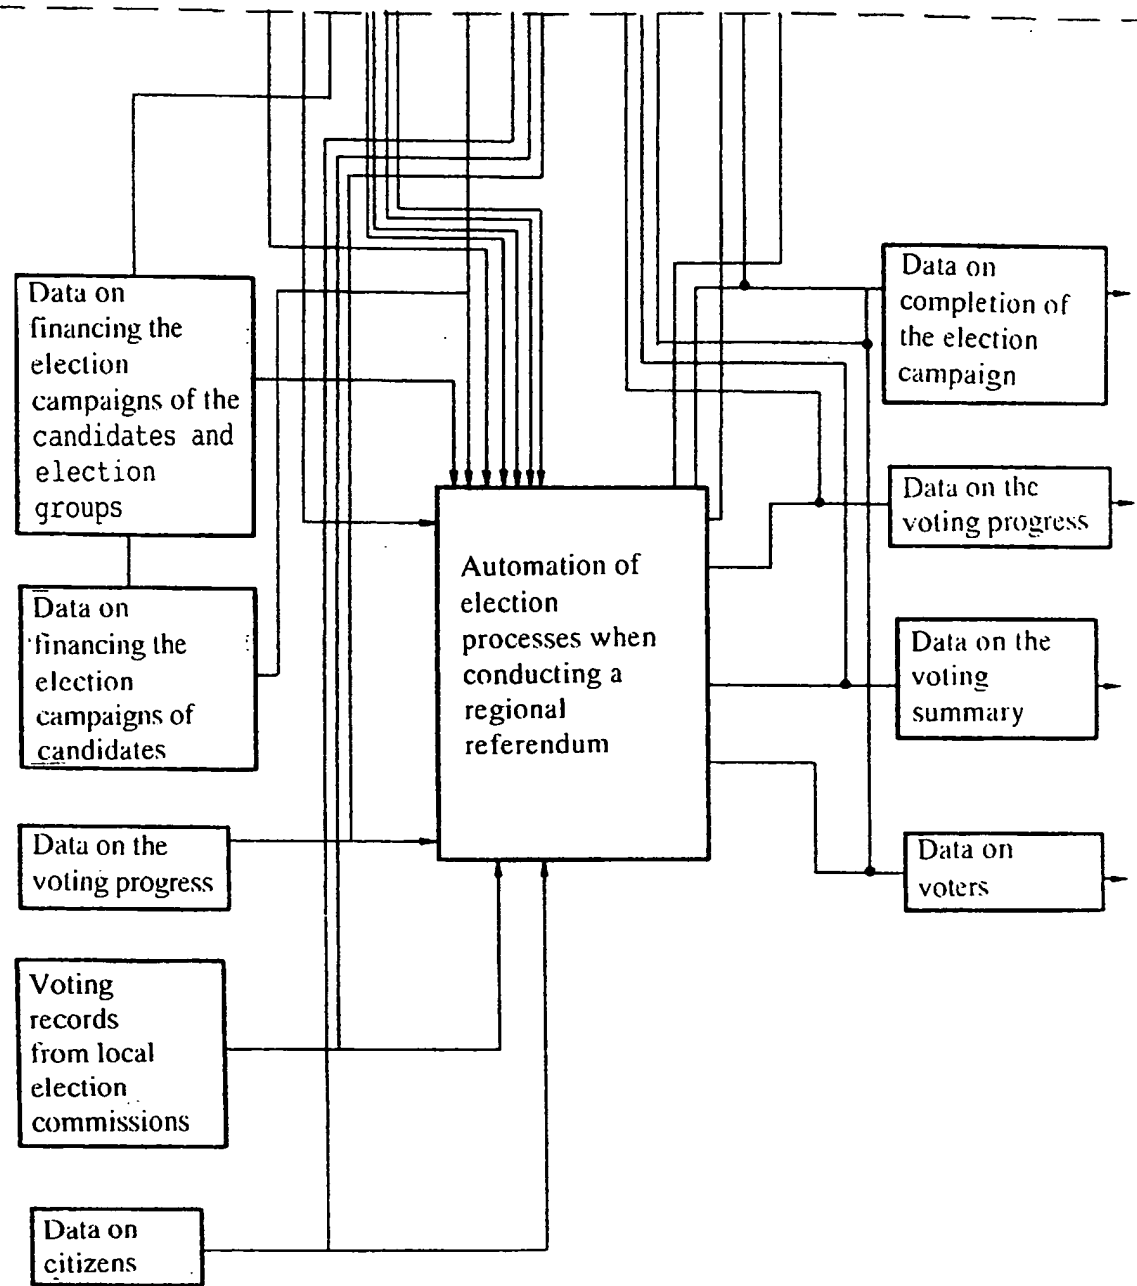 Data on
financing the
election
campaigns of the
candidates and
election
groups
Data on
financing the
election
campaigns of
candidates
Data on the
voting progress
Voting
records
from local
election
commissions
Data on
citizens
Automation of
election
processes when
conducting a
regional
referendum
Data on
completion of
the election
campaign
Data on the
voting progress
Data on the
voting
summary
Data on
voters